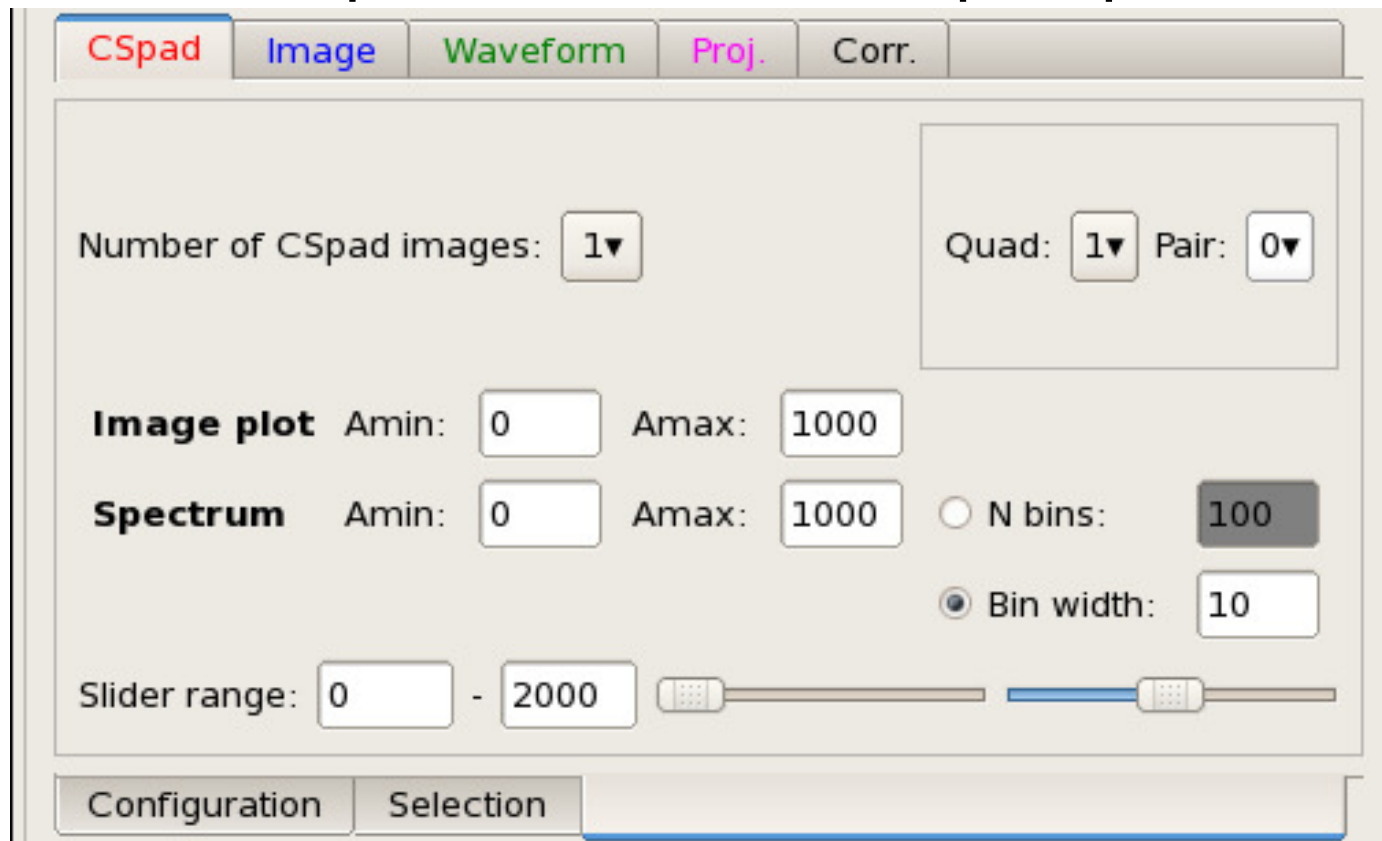 CSpad Image Waveform Proj. Corr.
Number of CSpad images: 1▾ Quad: 1▾ Pair: 0▾
Image plot Amin: 0 Amax: 1000
Spectrum Amin: 0 Amax: 1000 N bins: 100
Bin width: 10
Slider range: 0 - 2000
Configuration Selection